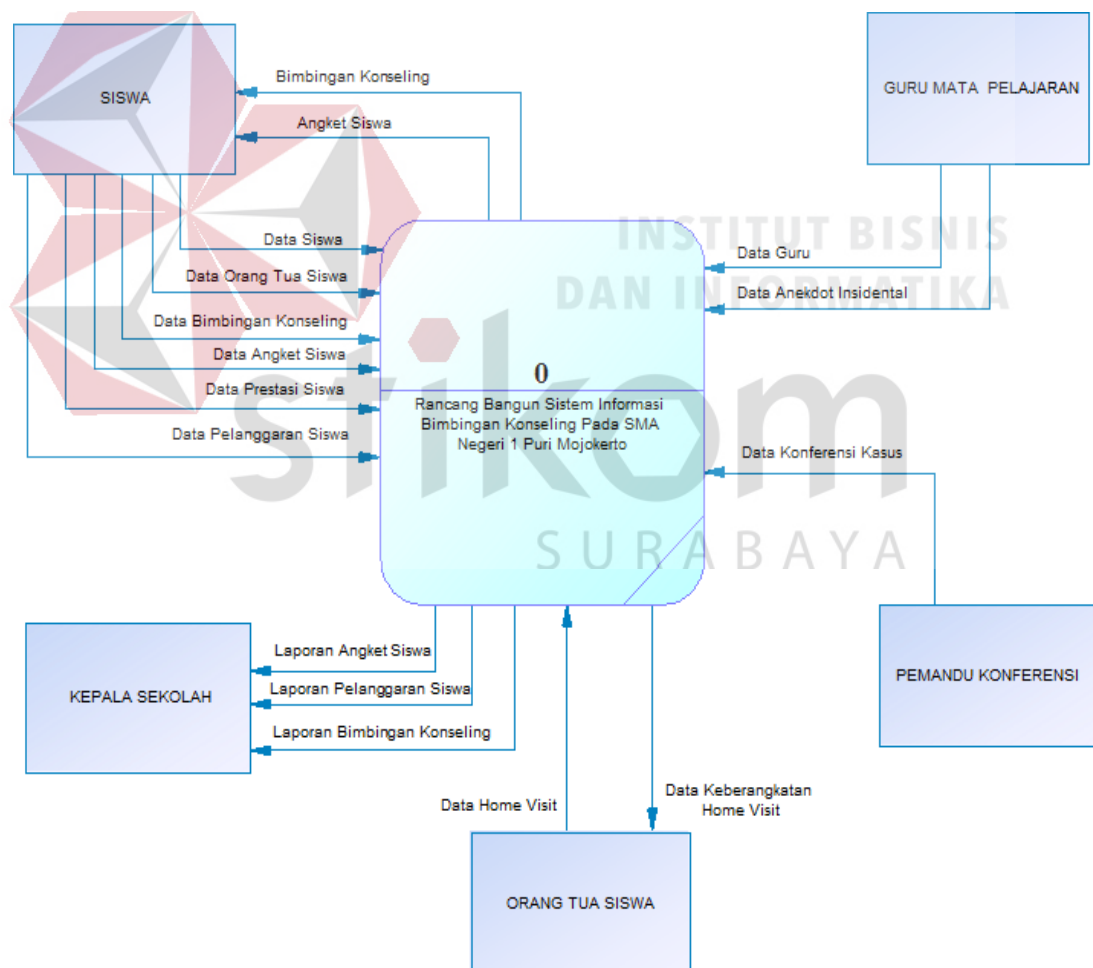 SISWA
Bimbingan Konseling
Angket Siswa
GURU MATA PELAJARAN
INSTITUT BISNIS
DAN INFORMATIKA
stikom
SURABAYA
Data Siswa
Data Orang Tua Siswa
Data Bimbingan Konseling
Data Angket Siswa
Data Prestasi Siswa
Data Pelanggaran Siswa
Data Guru
Data Anekdot Insidental
0
Rancang Bangun Sistem Informasi
Bimbingan Konseling Pada SMA
Negeri 1 Puri Mojokerto
Data Konferensi Kasus
PEMANDU KONFERENSI
KEPALA SEKOLAH
Laporan Angket Siswa
Laporan Pelanggaran Siswa
Laporan Bimbingan Konseling
Data Home Visit
Data Keberangkatan
Home Visit
ORANG TUA SISWA